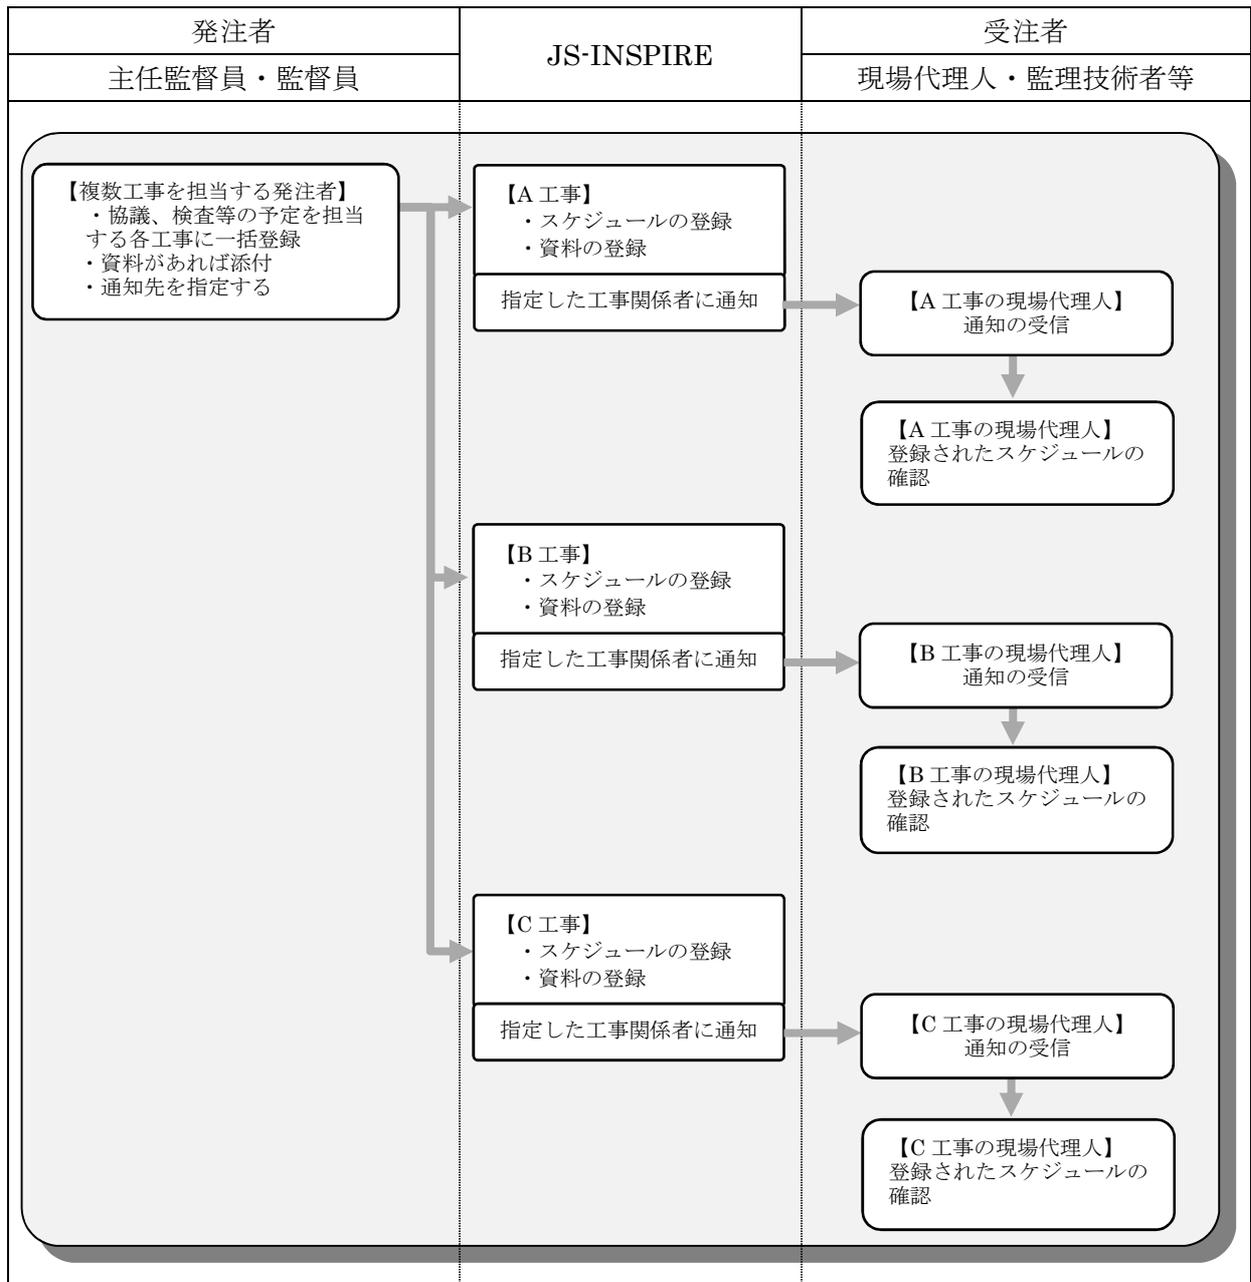 発注者
JS-INSPIRE
受注者
主任監督員・監督員
現場代理人・監理技術者等
【複数工事を担当する発注者】
・協議、検査等の予定を担当
する各工事に一括登録
・資料があれば添付
・通知先を指定する
【A 工事】
・スケジュールの登録
・資料の登録
指定した工事関係者に通知
【A 工事の現場代理人】
通知の受信
【A 工事の現場代理人】
登録されたスケジュールの
確認
【B 工事】
・スケジュールの登録
・資料の登録
指定した工事関係者に通知
【B 工事の現場代理人】
通知の受信
【B 工事の現場代理人】
登録されたスケジュールの
確認
【C 工事】
・スケジュールの登録
・資料の登録
指定した工事関係者に通知
【C 工事の現場代理人】
通知の受信
【C 工事の現場代理人】
登録されたスケジュールの
確認